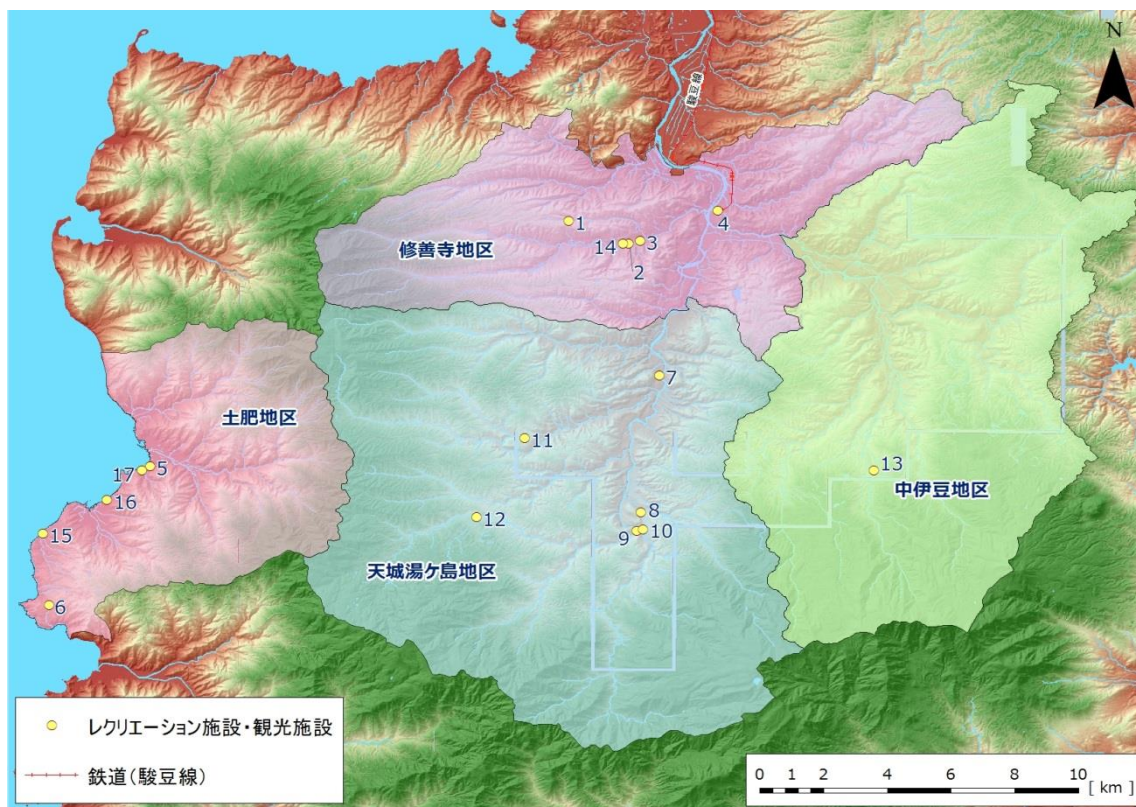 N
駿豆線
1
4
修善寺地区
14
3
2
7
土肥地区
11
17
5
13
中伊豆地区
16
12
8
15
9
10
天城湯ケ島地区
6
レクリエーション施設・観光施設
鉄道(駿豆線)
0 1 2 4 6 8 10
[ km ]